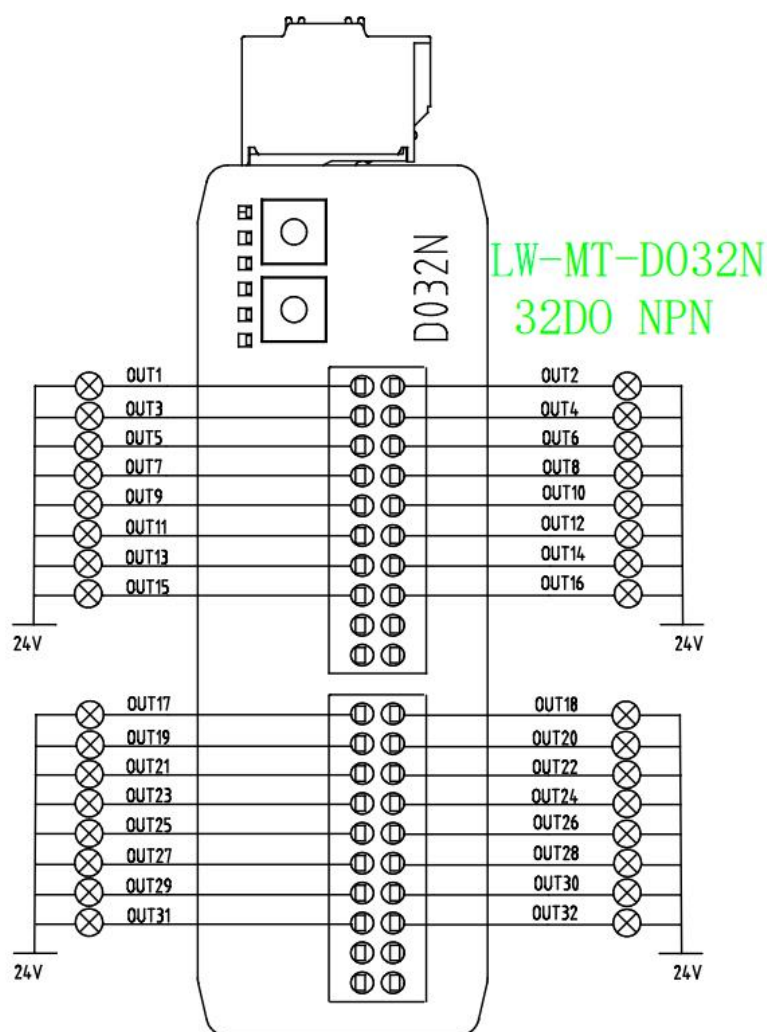 DO32N
LW-MT-DO32N
32DO NPN
OUT1 OUT2
OUT3 OUT4
OUT5 OUT6
OUT7 OUT8
OUT9 OUT10
OUT11 OUT12
OUT13 OUT14
OUT15 OUT16
24V 24V
OUT17 OUT18
OUT19 OUT20
OUT21 OUT22
OUT23 OUT24
OUT25 OUT26
OUT27 OUT28
OUT29 OUT30
OUT31 OUT32
24V 24V